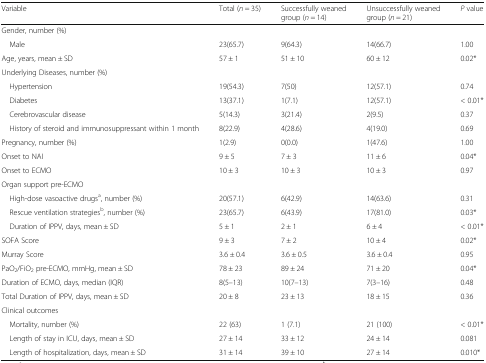 Variable Total (n = 35) Successfully weaned group (n = 14) Unsuccessfully weaned group (n = 21) P value
Gender, number (%)
Male 23(65.7) 9(64.3) 14(66.7) 1.00
Age, years, mean ± SD 57 ± 1 51 ± 10 60 ± 12 0.02*
Underlying Diseases, number (%)
Hypertension 19(54.3) 7(50) 12(57.1) 0.74
Diabetes 13(37.1) 1(7.1) 12(57.1) < 0.01*
Cerebrovascular disease 5(14.3) 3(21.4) 2(9.5) 0.37
History of steroid and immunosuppressant within 1 month 8(22.9) 4(28.6) 4(19.0) 0.69
Pregnancy, number (%) 1(2.9) 0(0.0) 1(47.6) 1.00
Onset to NAI 9 ± 5 7 ± 3 11 ± 6 0.04*
Onset to ECMO 10 ± 3 10 ± 3 10 ± 3 0.97
Organ support pre-ECMO
High-dose vasoactive drugsᵃ, number (%) 20(57.1) 6(42.9) 14(63.6) 0.31
Rescue ventilation strategiesᵇ, number (%) 23(65.7) 6(43.9) 17(81.0) 0.03*
Duration of IPPV, days, mean ± SD 5 ± 1 2 ± 1 6 ± 4 < 0.01*
SOFA Score 9 ± 3 7 ± 2 10 ± 4 0.02*
Murray Score 3.6 ± 0.4 3.6 ± 0.5 3.6 ± 0.4 0.95
PaO₂/FiO₂ pre-ECMO, mmHg, mean ± SD 78 ± 23 89 ± 24 71 ± 20 0.04*
Duration of ECMO, days, median (IQR) 8(5–13) 10(7–13) 7(3–16) 0.48
Total Duration of IPPV, days, mean ± SD 20 ± 8 23 ± 13 18 ± 15 0.36
Clinical outcomes
Mortality, number (%) 22 (63) 1 (7.1) 21 (100) < 0.01*
Length of stay in ICU, days, mean ± SD 27 ± 14 33 ± 12 24 ± 14 0.081
Length of hospitalization, days, mean ± SD 31 ± 14 39 ± 10 27 ± 14 0.010*